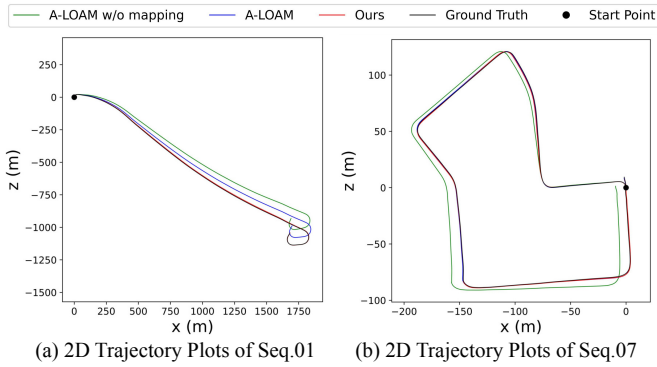 A-LOAM w/o mapping A-LOAM Ours Ground Truth Start Point
250
0
−250
−500
−750
−1000
−1250
−1500
z (m)
0 250 500 750 1000 1250 1500 1750
x (m)
100
50
0
−50
−100
z (m)
−200 −150 −100 −50 0
x (m)
(a) 2D Trajectory Plots of Seq.01 (b) 2D Trajectory Plots of Seq.07